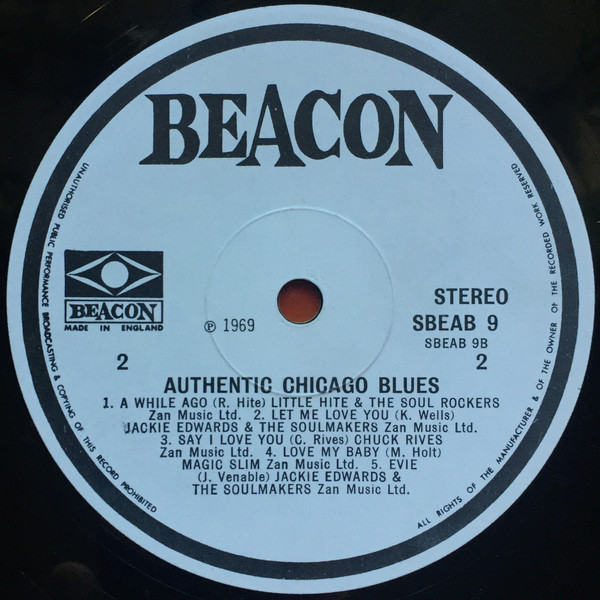 BEACON
UNAUTHORISED PUBLIC PERFORMANCE BROADCASTING & COPYING OF THIS RECORD PROHIBITED
ALL RIGHTS OF THE MANUFACTURER & OF THE OWNER OF THE RECORDED WORK RESERVED
BEACON
MADE IN ENGLAND
2
℗ 1969
STEREO
SBEAB 9
SBEAB 9B
2
AUTHENTIC CHICAGO BLUES
1. A WHILE AGO (R. Hite) LITTLE HITE & THE SOUL ROCKERS
Zan Music Ltd. 2. LET ME LOVE YOU (K. Wells)
JACKIE EDWARDS & THE SOULMAKERS Zan Music Ltd.
3. SAY I LOVE YOU (C. Rives) CHUCK RIVES
Zan Music Ltd. 4. LOVE MY BABY (M. Holt)
MAGIC SLIM Zan Music Ltd. 5. EVIE
(J. Venable) JACKIE EDWARDS &
THE SOULMAKERS Zan Music Ltd.